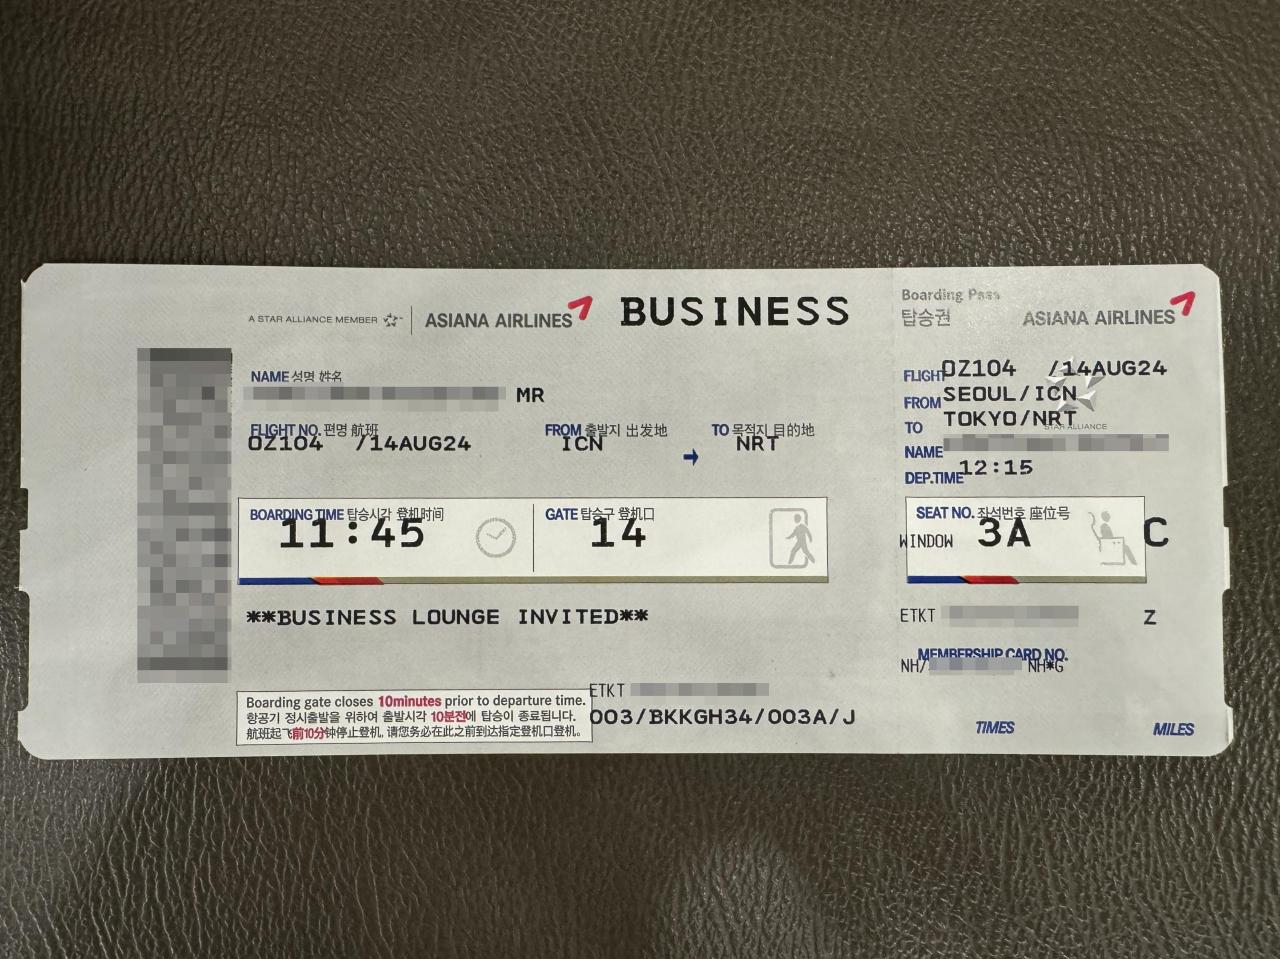 A STAR ALLIANCE MEMBER
ASIANA AIRLINES
BUSINESS
NAME 성명 姓名
MR
FLIGHT NO. 편명 航班
FROM 출발지 出发地
TO 목적지 目的地
OZ104 /14AUG24
ICN
NRT
BOARDING TIME 탑승시각 登机时间
GATE 탑승구 登机口
11:45
14
**BUSINESS LOUNGE INVITED**
Boarding gate closes 10minutes prior to departure time.
항공기 정시출발을 위하여 출발시각 10분전에 탑승이 종료됩니다.
航班起飞前10分钟停止登机, 请您务必在此之前到达指定登机口登机。
ETKT
003/BKKGH34/003A/J
Boarding Pass
탑승권
ASIANA AIRLINES
FLIGHT OZ104 /14AUG24
FROM SEOUL/ICN
TO TOKYO/NRT
STAR ALLIANCE
NAME
DEP.TIME 12:15
SEAT NO. 좌석번호 座位号
WINDOW 3A C
ETKT Z
MEMBERSHIP CARD NO.
NH/ NH*G
TIMES MILES